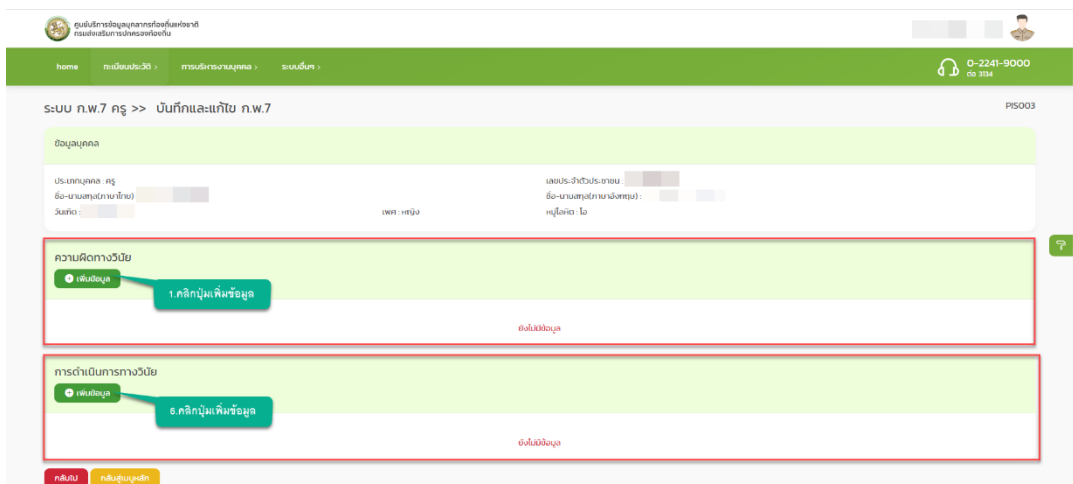 ศูนย์บริการข้อมูลบุคลากรท้องถิ่นแห่งชาติ
กรมส่งเสริมการปกครองท้องถิ่น
home ทะเบียนประวัติ > การบริหารงานบุคคล > ระบบอื่นๆ >
0-2241-9000
ต่อ 3134
ระบบ ก.พ.7 ครู >> บันทึกและแก้ไข ก.พ.7
PIS003
ข้อมูลบุคคล
ประเภทบุคคล : ครู
เลขประจำตัวประชาชน :
ชื่อ-นามสกุล(ภาษาไทย)
ชื่อ-นามสกุล(ภาษาอังกฤษ) :
วันเกิด :
เพศ : หญิง
หมู่โลหิต : โอ
ความผิดทางวินัย
เพิ่มข้อมูล
1.คลิกปุ่มเพิ่มข้อมูล
ยังไม่มีข้อมูล
การดำเนินการทางวินัย
เพิ่มข้อมูล
6.คลิกปุ่มเพิ่มข้อมูล
ยังไม่มีข้อมูล
กลับไป กลับสู่เมนูหลัก